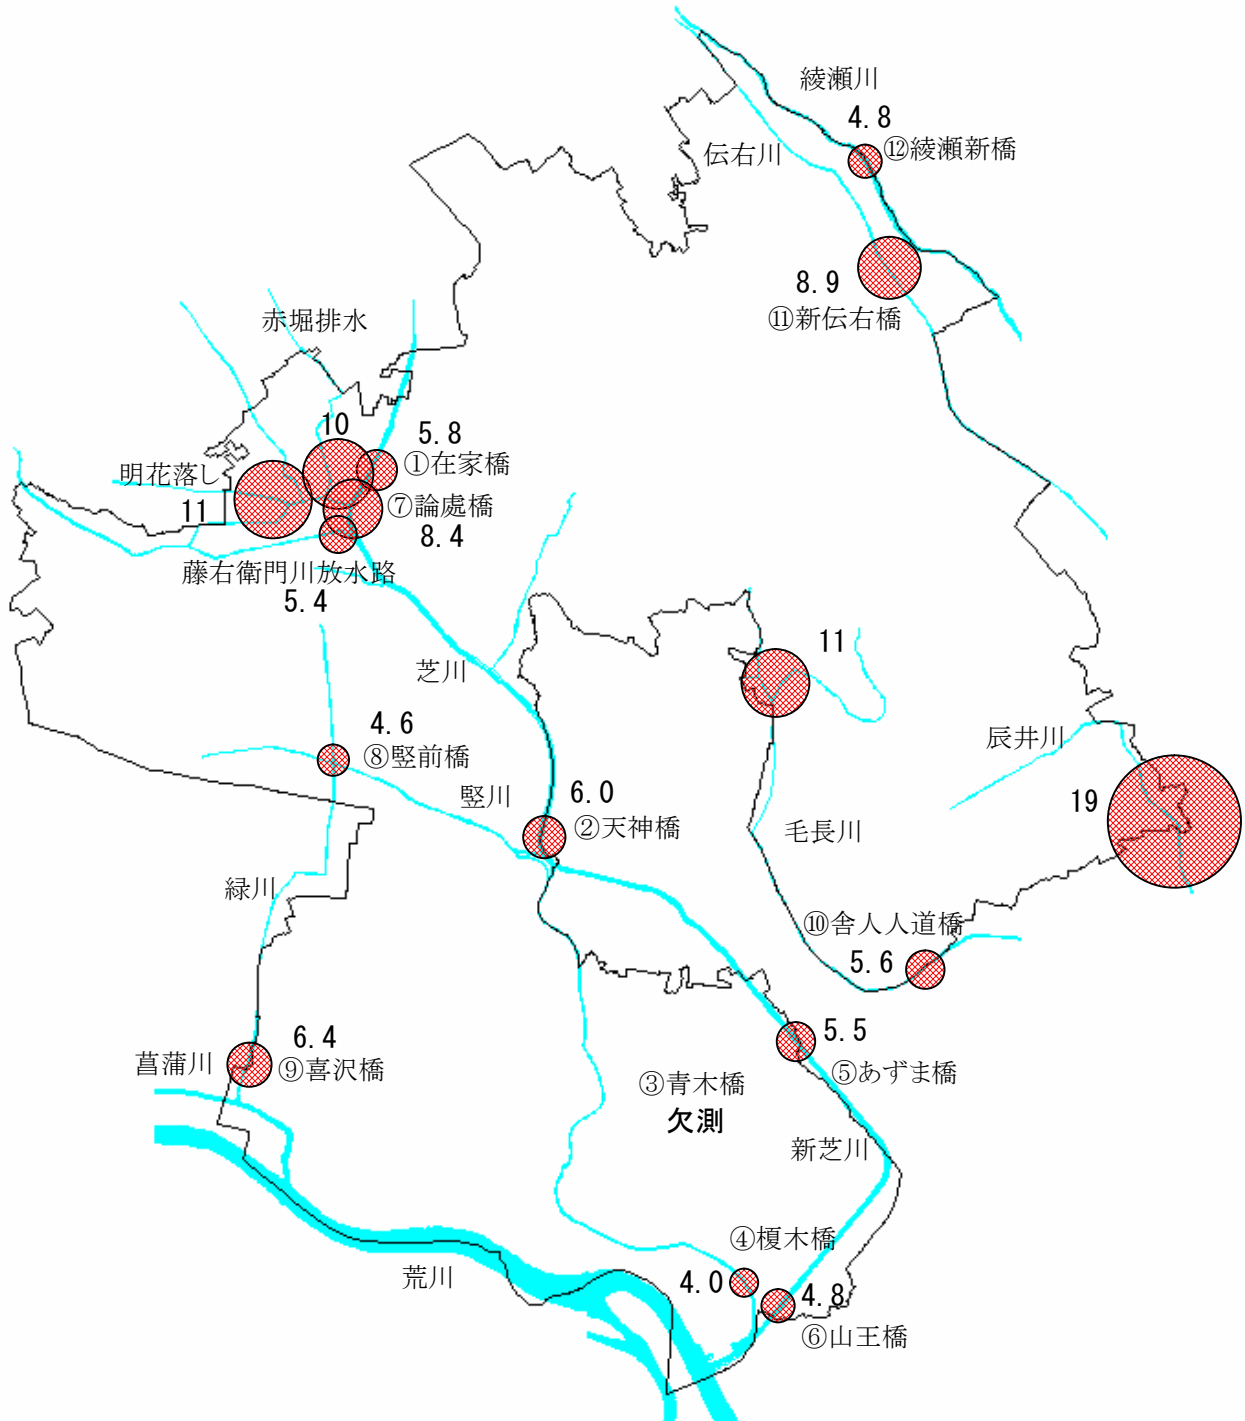 綾瀬川
4.8
⑫綾瀬新橋
伝右川
8.9
⑪新伝右橋
赤堀排水
10
5.8
①在家橋
明花落し
11
⑦論處橋
8.4
藤右衛門川放水路
5.4
芝川
11
4.6
⑧堅前橋
辰井川
19
堅川
6.0
②天神橋
毛長川
緑川
⑩舎人人道橋
5.6
6.4
⑨喜沢橋
菖蒲川
5.5
⑤あずま橋
③青木橋
欠測
新芝川
④榎木橋
荒川
4.0
4.8
⑥山王橋